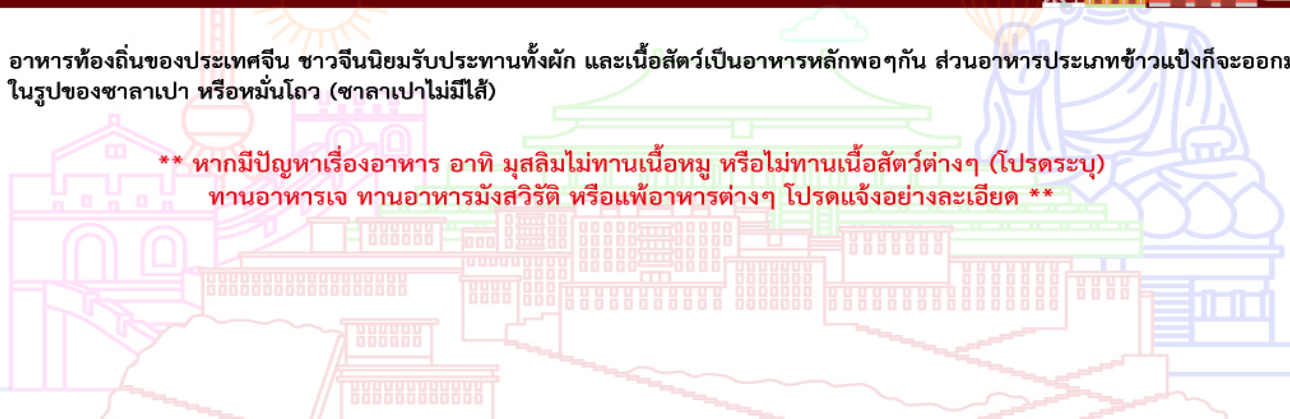 อาหารท้องถิ่นของประเทศจีน ชาวจีนนิยมรับประทานทั้งผัก และเนื้อสัตว์เป็นอาหารหลักพอๆกัน ส่วนอาหารประเภทข้าวแป้งก็จะออกม
ในรูปของซาลาเปา หรือหมั่นโถว (ซาลาเปาไม่มีไส้)
** หากมีปัญหาเรื่องอาหาร อาทิ มุสลิมไม่ทานเนื้อหมู หรือไม่ทานเนื้อสัตว์ต่างๆ (โปรดระบุ)
ทานอาหารเจ ทานอาหารมังสวิรัติ หรือแพ้อาหารต่างๆ โปรดแจ้งอย่างละเอียด **